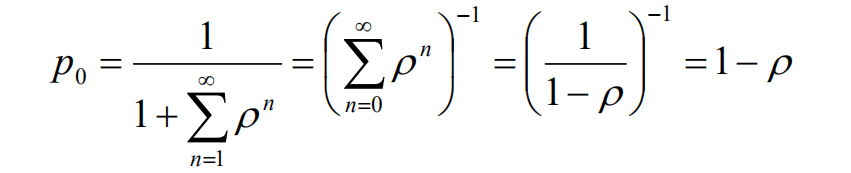 p₀ = \frac{1}{1 + \sum_{n=1}^{\infty} \rho^n} = \left( \sum_{n=0}^{\infty} \rho^n \right)^{-1} = \left( \frac{1}{1 - \rho} \right)^{-1} = 1 - \rho